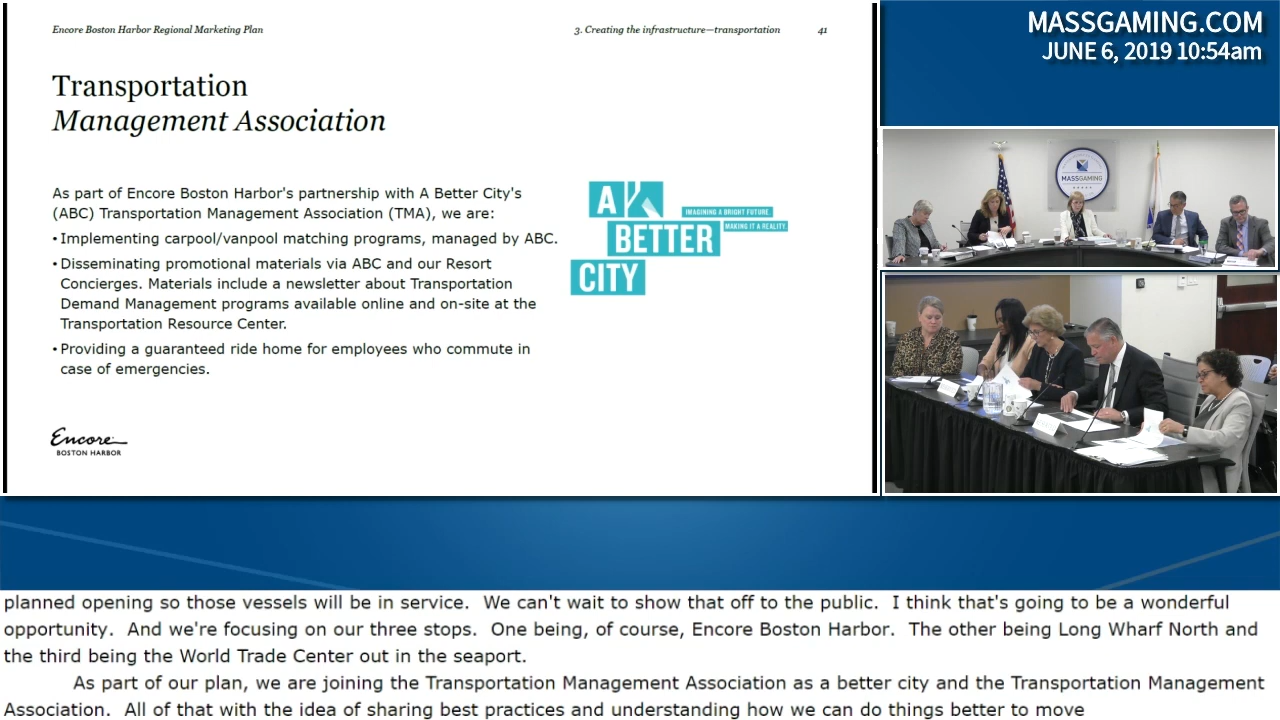 Encore Boston Harbor Regional Marketing Plan
3. Creating the infrastructure—transportation
41
Transportation
Management Association
As part of Encore Boston Harbor's partnership with A Better City's
(ABC) Transportation Management Association (TMA), we are:
• Implementing carpool/vanpool matching programs, managed by ABC.
• Disseminating promotional materials via ABC and our Resort
Concierges. Materials include a newsletter about Transportation
Demand Management programs available online and on-site at the
Transportation Resource Center.
• Providing a guaranteed ride home for employees who commute in
case of emergencies.
A
BETTER
CITY
IMAGINING A BRIGHT FUTURE
MAKING IT A REALITY
Encore
BOSTON HARBOR
MASSGAMING.COM
JUNE 6, 2019 10:54am
MASSGAMING
planned opening so those vessels will be in service.  We can't wait to show that off to the public.  I think that's going to be a wonderful
opportunity.  And we're focusing on our three stops.  One being, of course, Encore Boston Harbor.  The other being Long Wharf North and
the third being the World Trade Center out in the seaport.
As part of our plan, we are joining the Transportation Management Association as a better city and the Transportation Management
Association.  All of that with the idea of sharing best practices and understanding how we can do things better to move